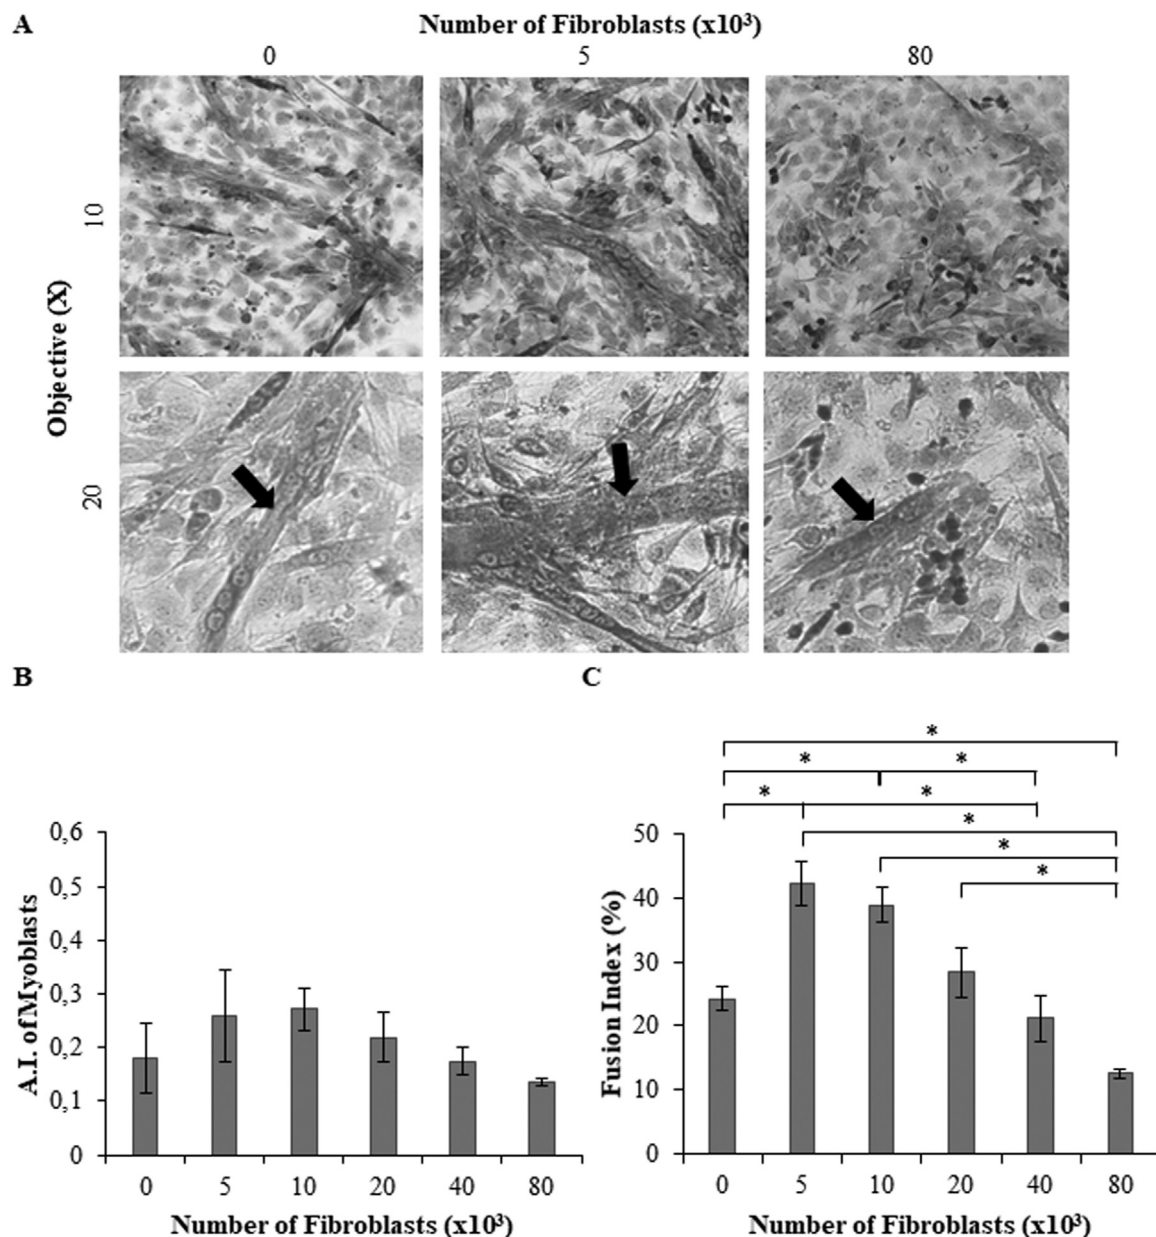 A
Number of Fibroblasts (x10³)
0 5 80
Objective (X)
10
20
B
C
A.I. of Myoblasts
0,6
0,5
0,4
0,3
0,2
0,1
0
0 5 10 20 40 80
Number of Fibroblasts (x10³)
*
* *
* *
*
*
*
Fusion Index (%)
50
40
30
20
10
0
0 5 10 20 40 80
Number of Fibroblasts (x10³)